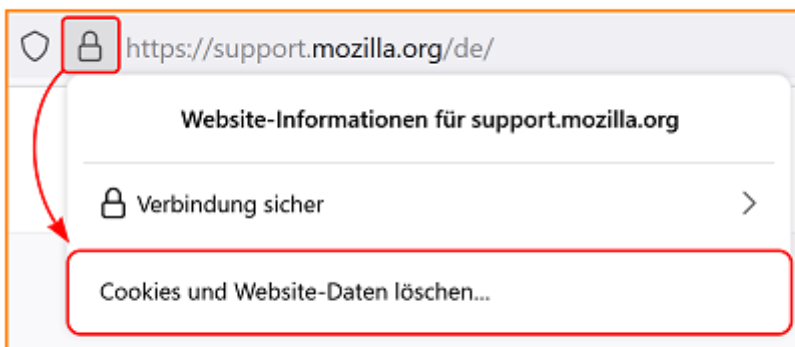 https://support.mozilla.org/de/
Website-Informationen für support.mozilla.org
Verbindung sicher
Cookies und Website-Daten löschen...